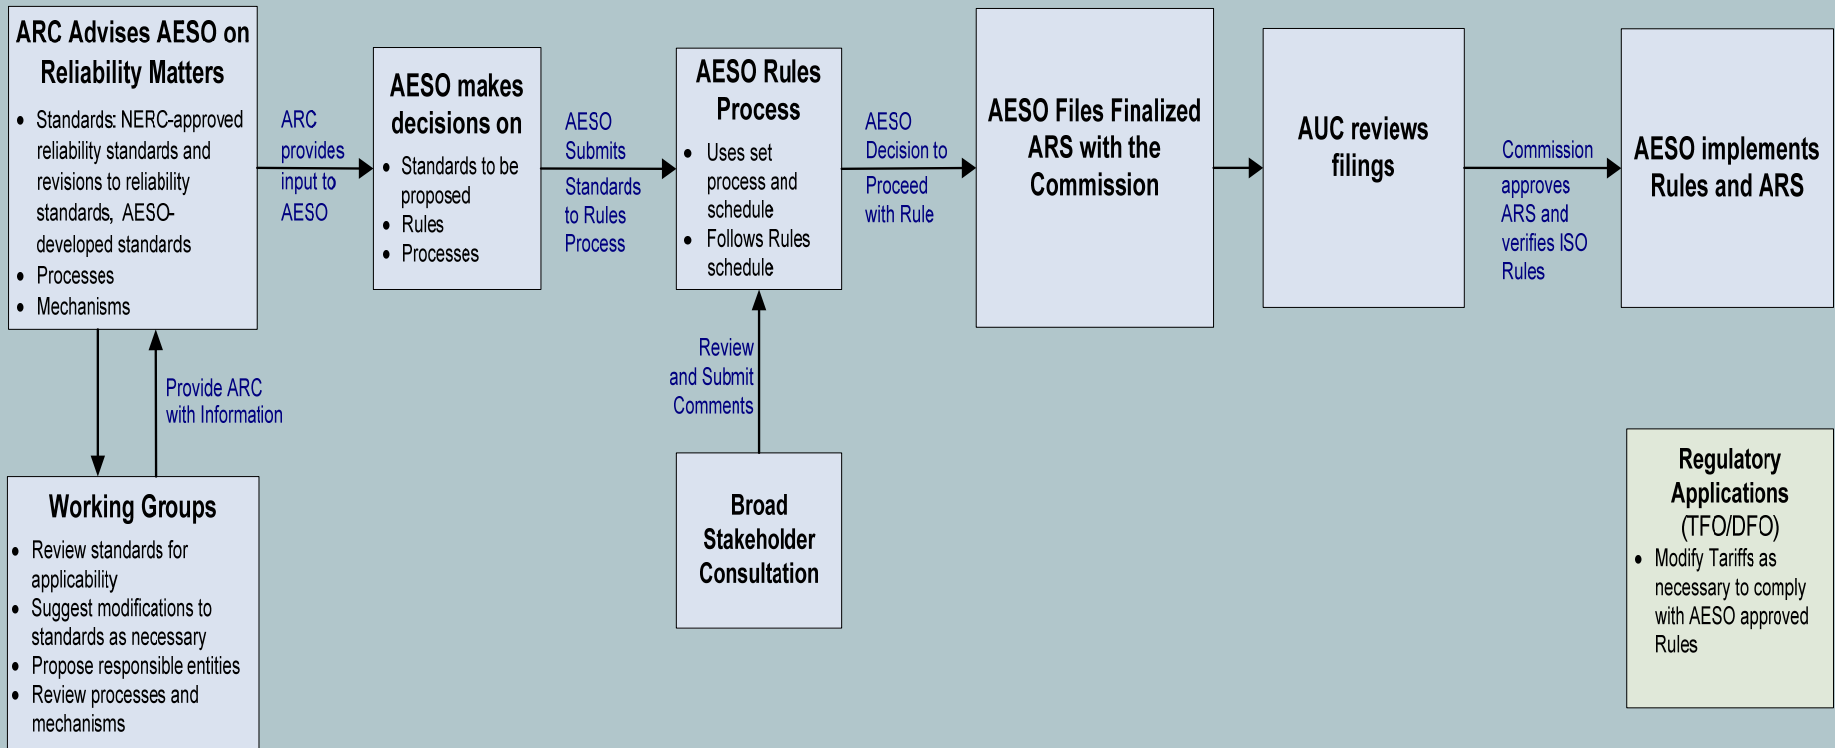 ARC Advises AESO on
Reliability Matters
• Standards: NERC-approved
reliability standards and
revisions to reliability
standards, AESO-
developed standards
• Processes
• Mechanisms
ARC
provides
input to
AESO
AESO makes
decisions on
• Standards to be
proposed
• Rules
• Processes
AESO
Submits
Standards
to Rules
Process
AESO Rules
Process
• Uses set
process and
schedule
• Follows Rules
schedule
AESO
Decision to
Proceed
with Rule
AESO Files Finalized
ARS with the
Commission
AUC reviews
filings
Commission
approves
ARS and
verifies ISO
Rules
AESO implements
Rules and ARS
Provide ARC
with Information
Review
and Submit
Comments
Working Groups
• Review standards for
applicability
• Suggest modifications to
standards as necessary
• Propose responsible entities
• Review processes and
mechanisms
Broad
Stakeholder
Consultation
Regulatory
Applications
(TFO/DFO)
• Modify Tariffs as
necessary to comply
with AESO approved
Rules